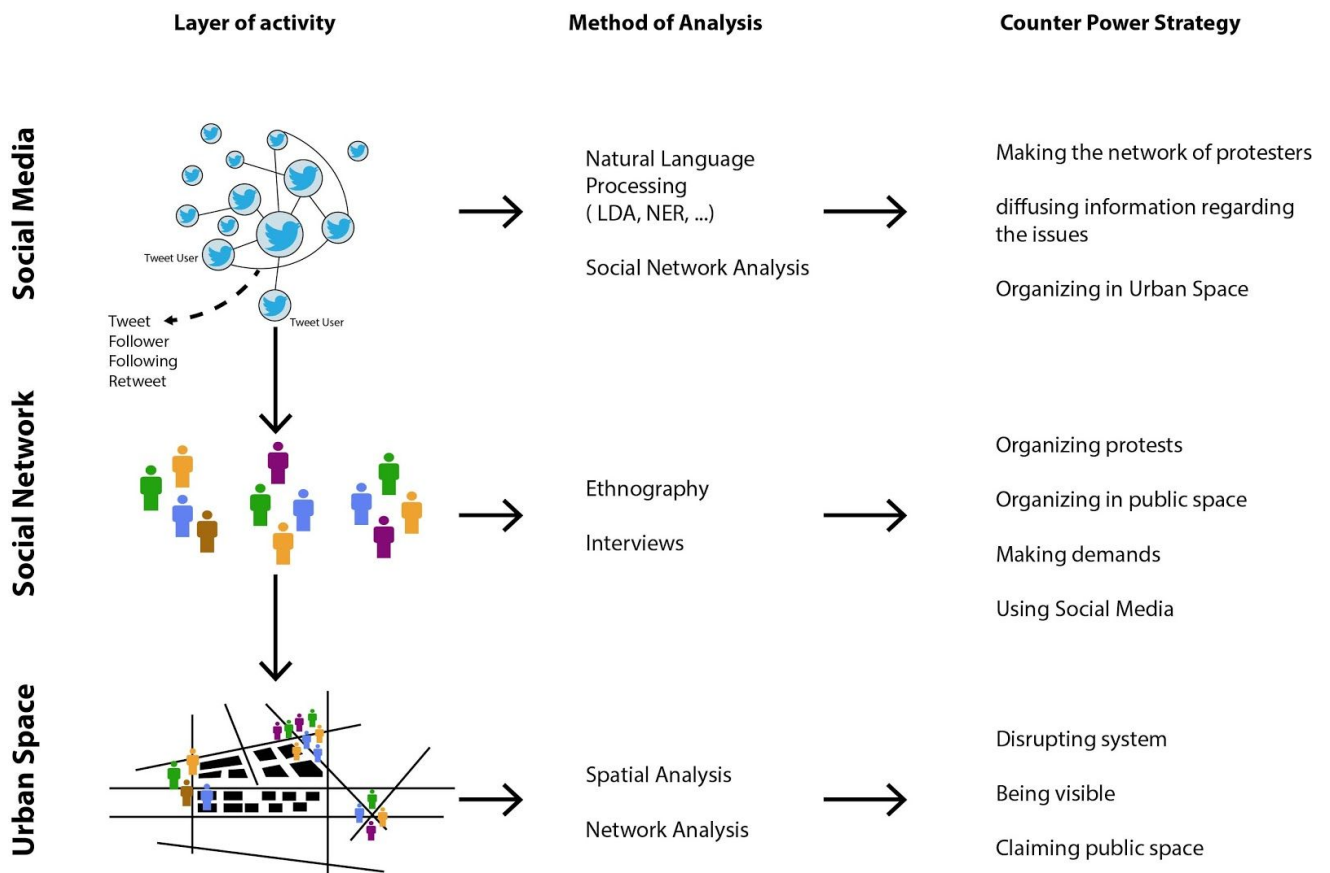 Layer of activity
Method of Analysis
Counter Power Strategy
Social Media
Tweet User
Tweet User
Tweet
Follower
Following
Retweet
Natural Language
Processing
( LDA, NER, ...)
Social Network Analysis
Making the network of protesters
diffusing information regarding
the issues
Organizing in Urban Space
Social Network
Ethnography
Interviews
Organizing protests
Organizing in public space
Making demands
Using Social Media
Urban Space
Spatial Analysis
Network Analysis
Disrupting system
Being visible
Claiming public space